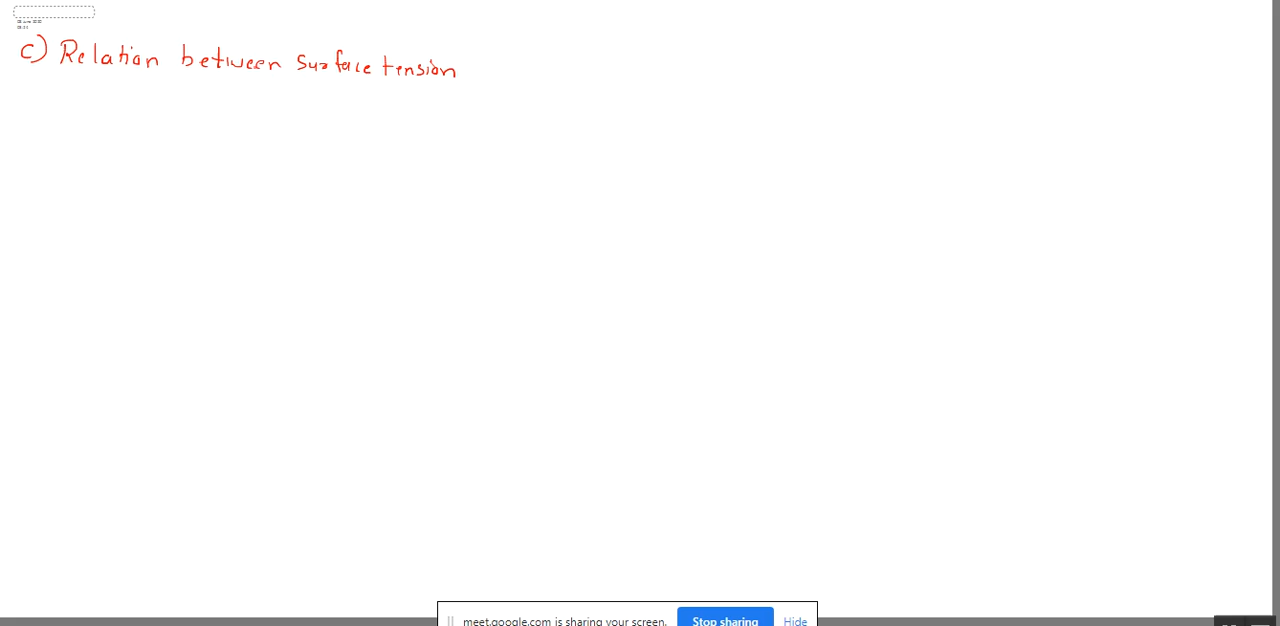 c) Relation between surface tension
meet.google.com is sharing your screen. Stop sharing Hide